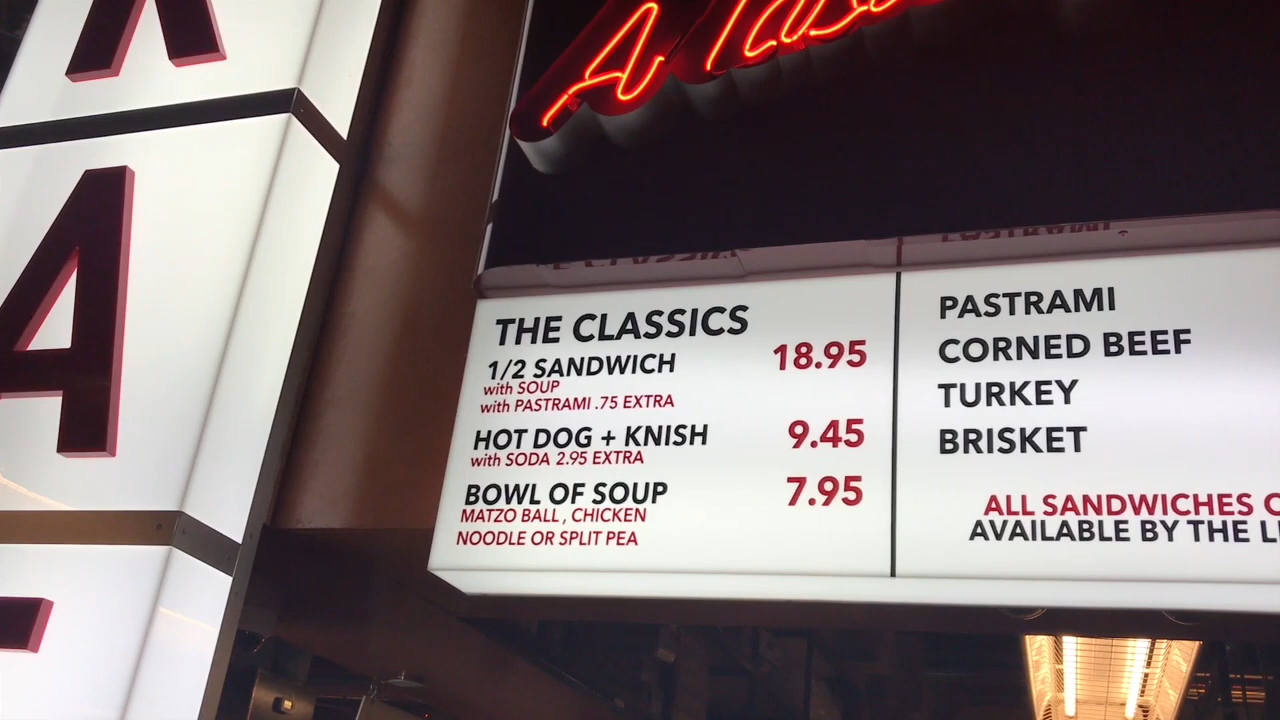 A
A Tas
THE CLASSICS
1/2 SANDWICH 18.95
with SOUP
with PASTRAMI .75 EXTRA
HOT DOG + KNISH 9.45
with SODA 2.95 EXTRA
BOWL OF SOUP 7.95
MATZO BALL, CHICKEN
NOODLE OR SPLIT PEA
PASTRAMI
CORNED BEEF
TURKEY
BRISKET
ALL SANDWICHES
AVAILABLE BY THE